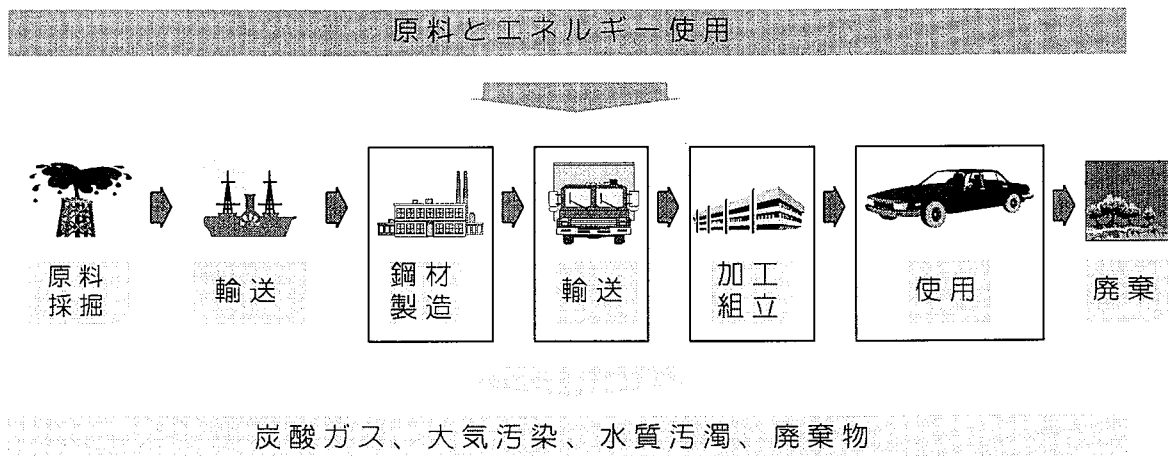 原料とエネルギー使用
原料
採掘
輸送
鋼材
製造
輸送
加工
組立
使用
廃棄
炭酸ガス、大気汚染、水質汚濁、廃棄物